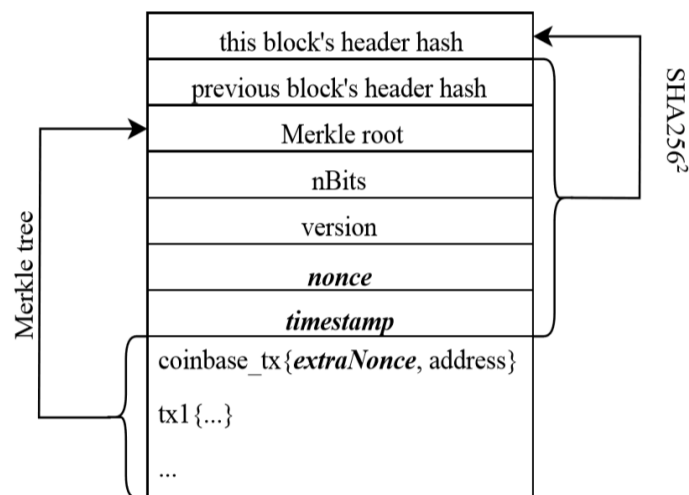 this block's header hash
previous block's header hash
Merkle root
nBits
version
nonce
timestamp
coinbase_tx{extraNonce, address}
tx1{...}
...
Merkle tree
SHA256²